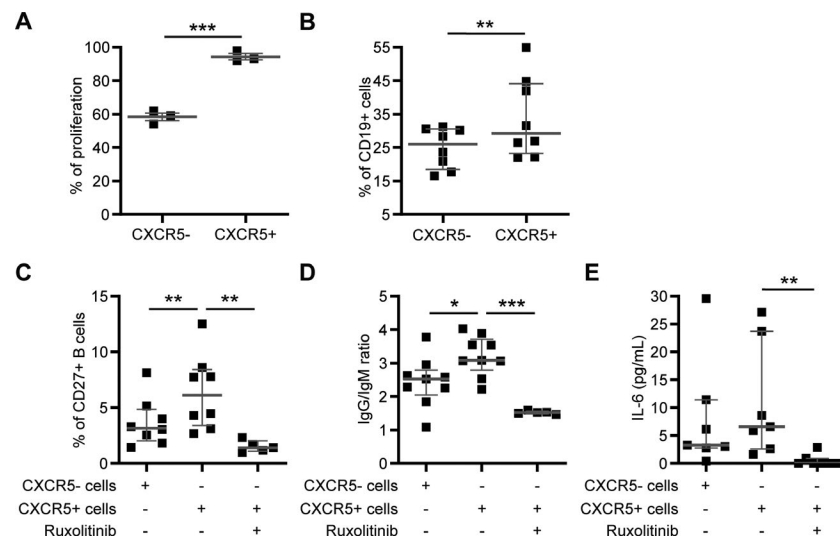 A
***
% of proliferation
100
80
60
40
20
0
CXCR5-
CXCR5+
B
**
% of CD19+ cells
55
45
35
25
15
5
CXCR5-
CXCR5+
C
**
**
% of CD27+ B cells
15
10
5
0
D
*
***
IgG/IgM ratio
5
4
3
2
1
0
E
**
IL-6 (pg/mL)
30
25
20
15
10
5
0
CXCR5- cells + - -
CXCR5+ cells - + +
Ruxolitinib - - +
CXCR5- cells + - -
CXCR5+ cells - + +
Ruxolitinib - - +
CXCR5- cells + - -
CXCR5+ cells - + +
Ruxolitinib - - +